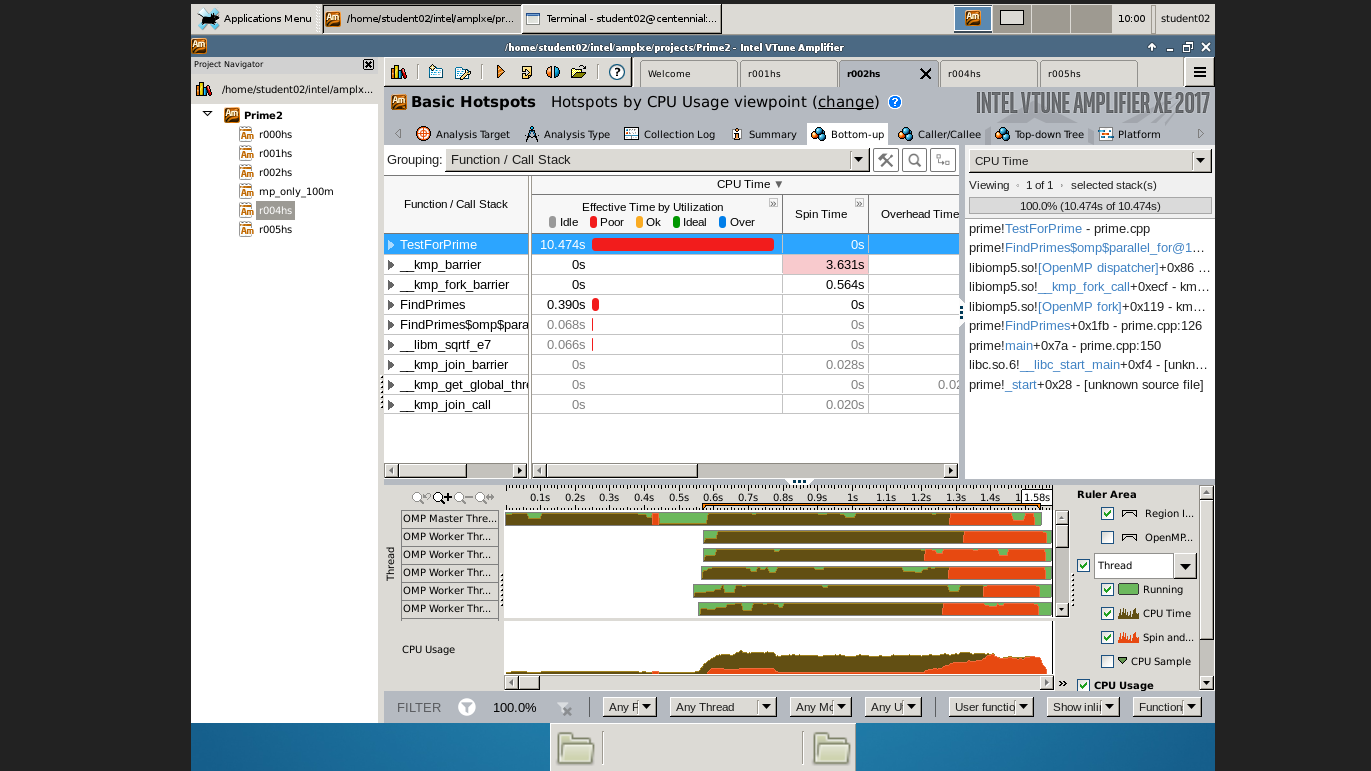 Applications Menu
/home/student02/intel/amplxe/pr...
Terminal - student02@centennial:...
10:00
student02
/home/student02/intel/amplxe/projects/Prime2 - Intel VTune Amplifier
Project Navigator
/home/student02/intel/amplx...
Prime2
r000hs
r001hs
r002hs
mp_only_100m
r004hs
r005hs
Welcome
r001hs
r002hs
r004hs
r005hs
Basic Hotspots Hotspots by CPU Usage viewpoint (change)
INTEL VTUNE AMPLIFIER XE 2017
Analysis Target
Analysis Type
Collection Log
Summary
Bottom-up
Caller/Callee
Top-down Tree
Platform
Grouping: Function / Call Stack
Function / Call Stack
CPU Time
Effective Time by Utilization
Idle Poor Ok Ideal Over
Spin Time
Overhead Time
TestForPrime 10.474s 0s
__kmp_barrier 0s 3.631s
__kmp_fork_barrier 0s 0.564s
FindPrimes 0.390s 0s
FindPrimes$omp$para 0.068s 0s
__libm_sqrtf_e7 0.066s 0s
__kmp_join_barrier 0s 0.028s
__kmp_get_global_thre 0s 0s 0.02
__kmp_join_call 0s 0.020s
CPU Time
Viewing 1 of 1 selected stack(s)
100.0% (10.474s of 10.474s)
prime!TestForPrime - prime.cpp
prime!FindPrimes$omp$parallel_for@1...
libiomp5.so![OpenMP dispatcher]+0x86 ...
libiomp5.so!__kmp_fork_call+0xecf - km...
libiomp5.so![OpenMP fork]+0x119 - km...
prime!FindPrimes+0x1fb - prime.cpp:126
prime!main+0x7a - prime.cpp:150
libc.so.6!__libc_start_main+0xf4 - [unkn...
prime!_start+0x28 - [unknown source file]
0.1s 0.2s 0.3s 0.4s 0.5s 0.6s 0.7s 0.8s 0.9s 1s 1.1s 1.2s 1.3s 1.4s 1 1.58s
Thread
OMP Master Thre...
OMP Worker Thr...
OMP Worker Thr...
OMP Worker Thr...
OMP Worker Thr...
OMP Worker Thr...
CPU Usage
Ruler Area
Region I...
OpenMP...
Thread
Running
CPU Time
Spin and...
CPU Sample
CPU Usage
FILTER 100.0%
Any P
Any Thread
Any Mo
Any U
User functio
Show inlin
Function